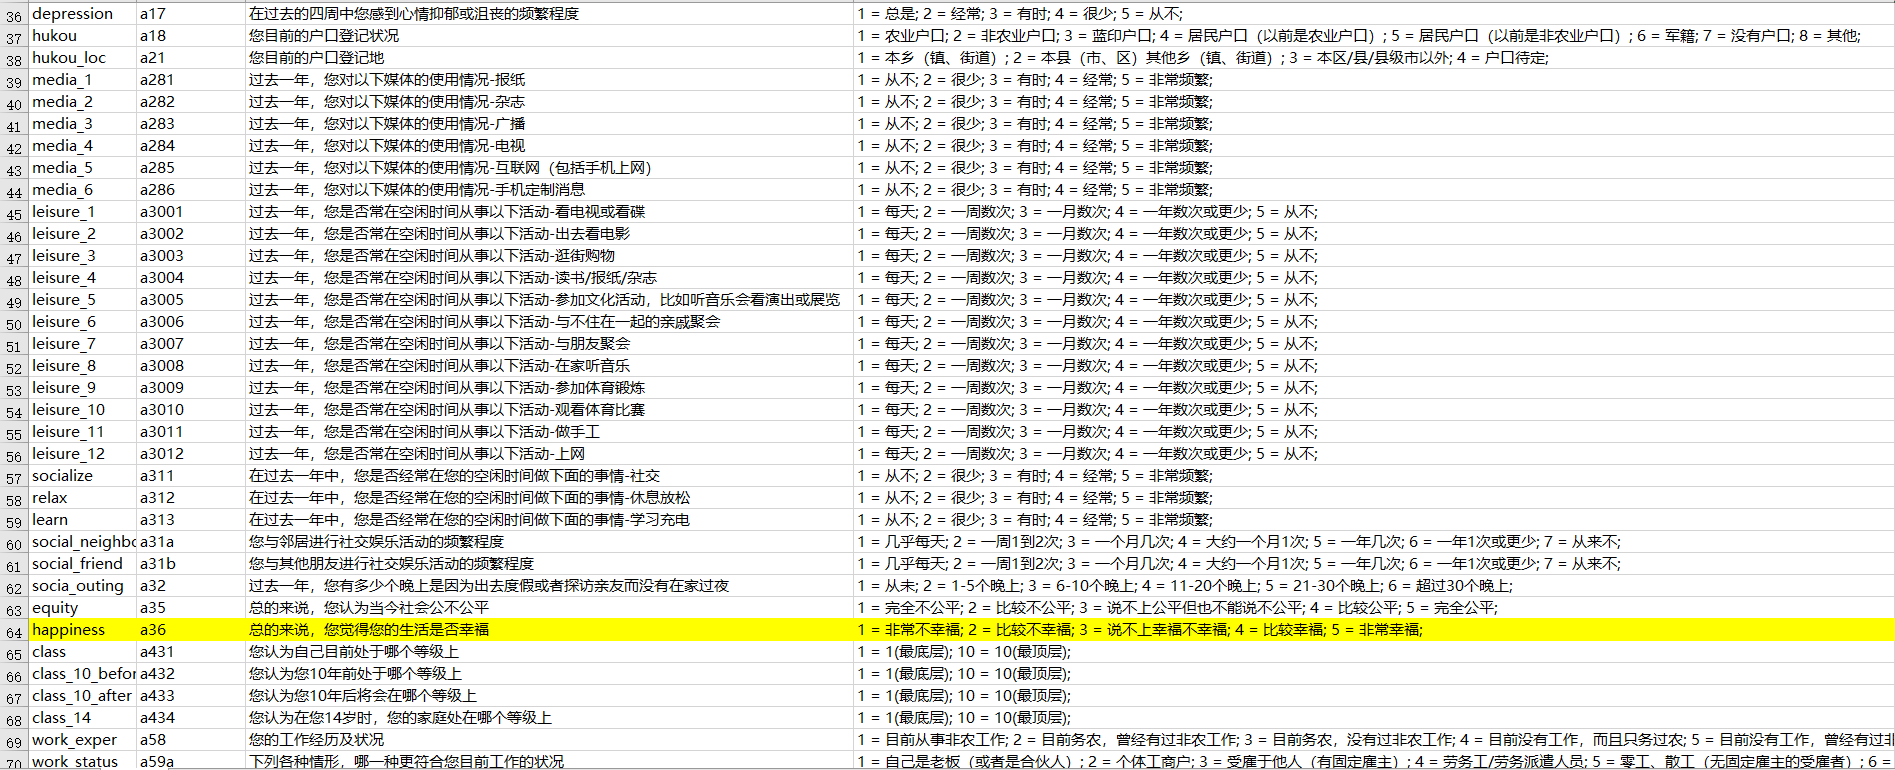 36 depression a17 在过去的四周中您感到心情抑郁或沮丧的频繁程度 1 = 总是; 2 = 经常; 3 = 有时; 4 = 很少; 5 = 从不;
37 hukou a18 您目前的户口登记状况 1 = 农业户口; 2 = 非农业户口; 3 = 蓝印户口; 4 = 居民户口（以前是农业户口）; 5 = 居民户口（以前是非农业户口）; 6 = 军籍; 7 = 没有户口; 8 = 其他;
38 hukou_loc a21 您目前的户口登记地 1 = 本乡（镇、街道）; 2 = 本县（市、区）其他乡（镇、街道）; 3 = 本区/县/县级市以外; 4 = 户口待定;
39 media_1 a281 过去一年，您对以下媒体的使用情况-报纸 1 = 从不; 2 = 很少; 3 = 有时; 4 = 经常; 5 = 非常频繁;
40 media_2 a282 过去一年，您对以下媒体的使用情况-杂志 1 = 从不; 2 = 很少; 3 = 有时; 4 = 经常; 5 = 非常频繁;
41 media_3 a283 过去一年，您对以下媒体的使用情况-广播 1 = 从不; 2 = 很少; 3 = 有时; 4 = 经常; 5 = 非常频繁;
42 media_4 a284 过去一年，您对以下媒体的使用情况-电视 1 = 从不; 2 = 很少; 3 = 有时; 4 = 经常; 5 = 非常频繁;
43 media_5 a285 过去一年，您对以下媒体的使用情况-互联网（包括手机上网） 1 = 从不; 2 = 很少; 3 = 有时; 4 = 经常; 5 = 非常频繁;
44 media_6 a286 过去一年，您对以下媒体的使用情况-手机定制消息 1 = 从不; 2 = 很少; 3 = 有时; 4 = 经常; 5 = 非常频繁;
45 leisure_1 a3001 过去一年，您是否常在空闲时间从事以下活动-看电视或看碟 1 = 每天; 2 = 一周数次; 3 = 一月数次; 4 = 一年数次或更少; 5 = 从不;
46 leisure_2 a3002 过去一年，您是否常在空闲时间从事以下活动-出去看电影 1 = 每天; 2 = 一周数次; 3 = 一月数次; 4 = 一年数次或更少; 5 = 从不;
47 leisure_3 a3003 过去一年，您是否常在空闲时间从事以下活动-逛街购物 1 = 每天; 2 = 一周数次; 3 = 一月数次; 4 = 一年数次或更少; 5 = 从不;
48 leisure_4 a3004 过去一年，您是否常在空闲时间从事以下活动-读书/报纸/杂志 1 = 每天; 2 = 一周数次; 3 = 一月数次; 4 = 一年数次或更少; 5 = 从不;
49 leisure_5 a3005 过去一年，您是否常在空闲时间从事以下活动-参加文化活动，比如听音乐会看演出或展览 1 = 每天; 2 = 一周数次; 3 = 一月数次; 4 = 一年数次或更少; 5 = 从不;
50 leisure_6 a3006 过去一年，您是否常在空闲时间从事以下活动-与不住在一起的亲戚聚会 1 = 每天; 2 = 一周数次; 3 = 一月数次; 4 = 一年数次或更少; 5 = 从不;
51 leisure_7 a3007 过去一年，您是否常在空闲时间从事以下活动-与朋友聚会 1 = 每天; 2 = 一周数次; 3 = 一月数次; 4 = 一年数次或更少; 5 = 从不;
52 leisure_8 a3008 过去一年，您是否常在空闲时间从事以下活动-在家听音乐 1 = 每天; 2 = 一周数次; 3 = 一月数次; 4 = 一年数次或更少; 5 = 从不;
53 leisure_9 a3009 过去一年，您是否常在空闲时间从事以下活动-参加体育锻炼 1 = 每天; 2 = 一周数次; 3 = 一月数次; 4 = 一年数次或更少; 5 = 从不;
54 leisure_10 a3010 过去一年，您是否常在空闲时间从事以下活动-观看体育比赛 1 = 每天; 2 = 一周数次; 3 = 一月数次; 4 = 一年数次或更少; 5 = 从不;
55 leisure_11 a3011 过去一年，您是否常在空闲时间从事以下活动-做手工 1 = 每天; 2 = 一周数次; 3 = 一月数次; 4 = 一年数次或更少; 5 = 从不;
56 leisure_12 a3012 过去一年，您是否常在空闲时间从事以下活动-上网 1 = 每天; 2 = 一周数次; 3 = 一月数次; 4 = 一年数次或更少; 5 = 从不;
57 socialize a311 在过去一年中，您是否经常在您的空闲时间做下面的事情-社交 1 = 从不; 2 = 很少; 3 = 有时; 4 = 经常; 5 = 非常频繁;
58 relax a312 在过去一年中，您是否经常在您的空闲时间做下面的事情-休息放松 1 = 从不; 2 = 很少; 3 = 有时; 4 = 经常; 5 = 非常频繁;
59 learn a313 在过去一年中，您是否经常在您的空闲时间做下面的事情-学习充电 1 = 从不; 2 = 很少; 3 = 有时; 4 = 经常; 5 = 非常频繁;
60 social_neighbo a31a 您与邻居进行社交娱乐活动的频繁程度 1 = 几乎每天; 2 = 一周1到2次; 3 = 一个月几次; 4 = 大约一个月1次; 5 = 一年几次; 6 = 一年1次或更少; 7 = 从来不;
61 social_friend a31b 您与其他朋友进行社交娱乐活动的频繁程度 1 = 几乎每天; 2 = 一周1到2次; 3 = 一个月几次; 4 = 大约一个月1次; 5 = 一年几次; 6 = 一年1次或更少; 7 = 从来不;
62 socia_outing a32 过去一年，您有多少个晚上是因为出去度假或者探访亲友而没有在家过夜 1 = 从未; 2 = 1-5个晚上; 3 = 6-10个晚上; 4 = 11-20个晚上; 5 = 21-30个晚上; 6 = 超过30个晚上;
63 equity a35 总的来说，您认为当今社会公不公平 1 = 完全不公平; 2 = 比较不公平; 3 = 说不上公平但也不能说不公平; 4 = 比较公平; 5 = 完全公平;
64 happiness a36 总的来说，您觉得您的生活是否幸福 1 = 非常不幸福; 2 = 比较不幸福; 3 = 说不上幸福不幸福; 4 = 比较幸福; 5 = 非常幸福;
65 class a431 您认为自己目前处于哪个等级上 1 = 1(最底层); 10 = 10(最顶层);
66 class_10_befor a432 您认为您10年前处于哪个等级上 1 = 1(最底层); 10 = 10(最顶层);
67 class_10_after a433 您认为您10年后将会在哪个等级上 1 = 1(最底层); 10 = 10(最顶层);
68 class_14 a434 您认为在您14岁时，您的家庭处在哪个等级上 1 = 1(最底层); 10 = 10(最顶层);
69 work_exper a58 您的工作经历及状况 1 = 目前从事非农工作; 2 = 目前务农，曾经有过非农工作; 3 = 目前务农，没有过非农工作; 4 = 目前没有工作，而且只务过农; 5 = 目前没有工作，曾经有过
70 work_status a59a 下列各种情形，哪一种更符合您目前工作的状况 1 = 自己是老板（或者是合伙人）; 2 = 个体工商户; 3 = 受雇于他人（有固定雇主）; 4 = 劳务工/劳务派遣人员; 5 = 零工、散工（无固定雇主的受雇者）; 6 =